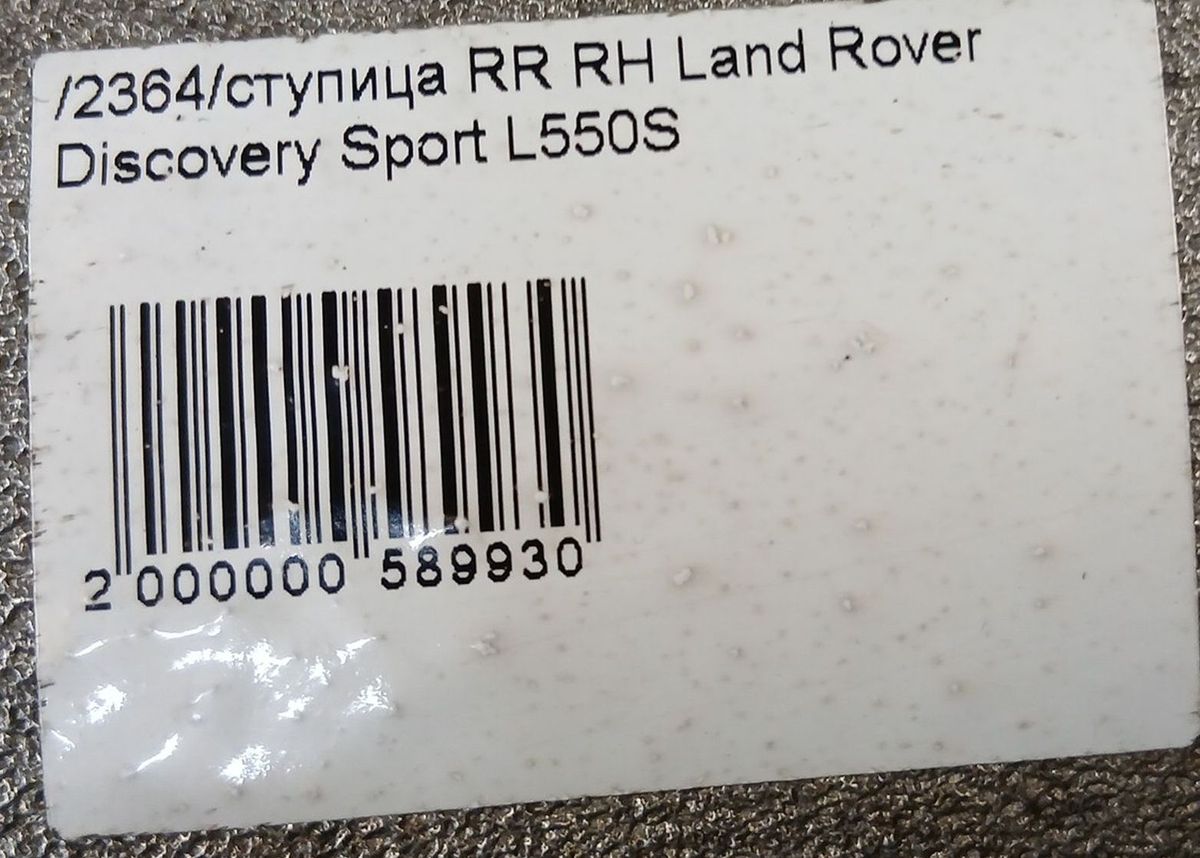 /2364/ступица RR RH Land Rover
Discovery Sport L550S
2 000000 589930